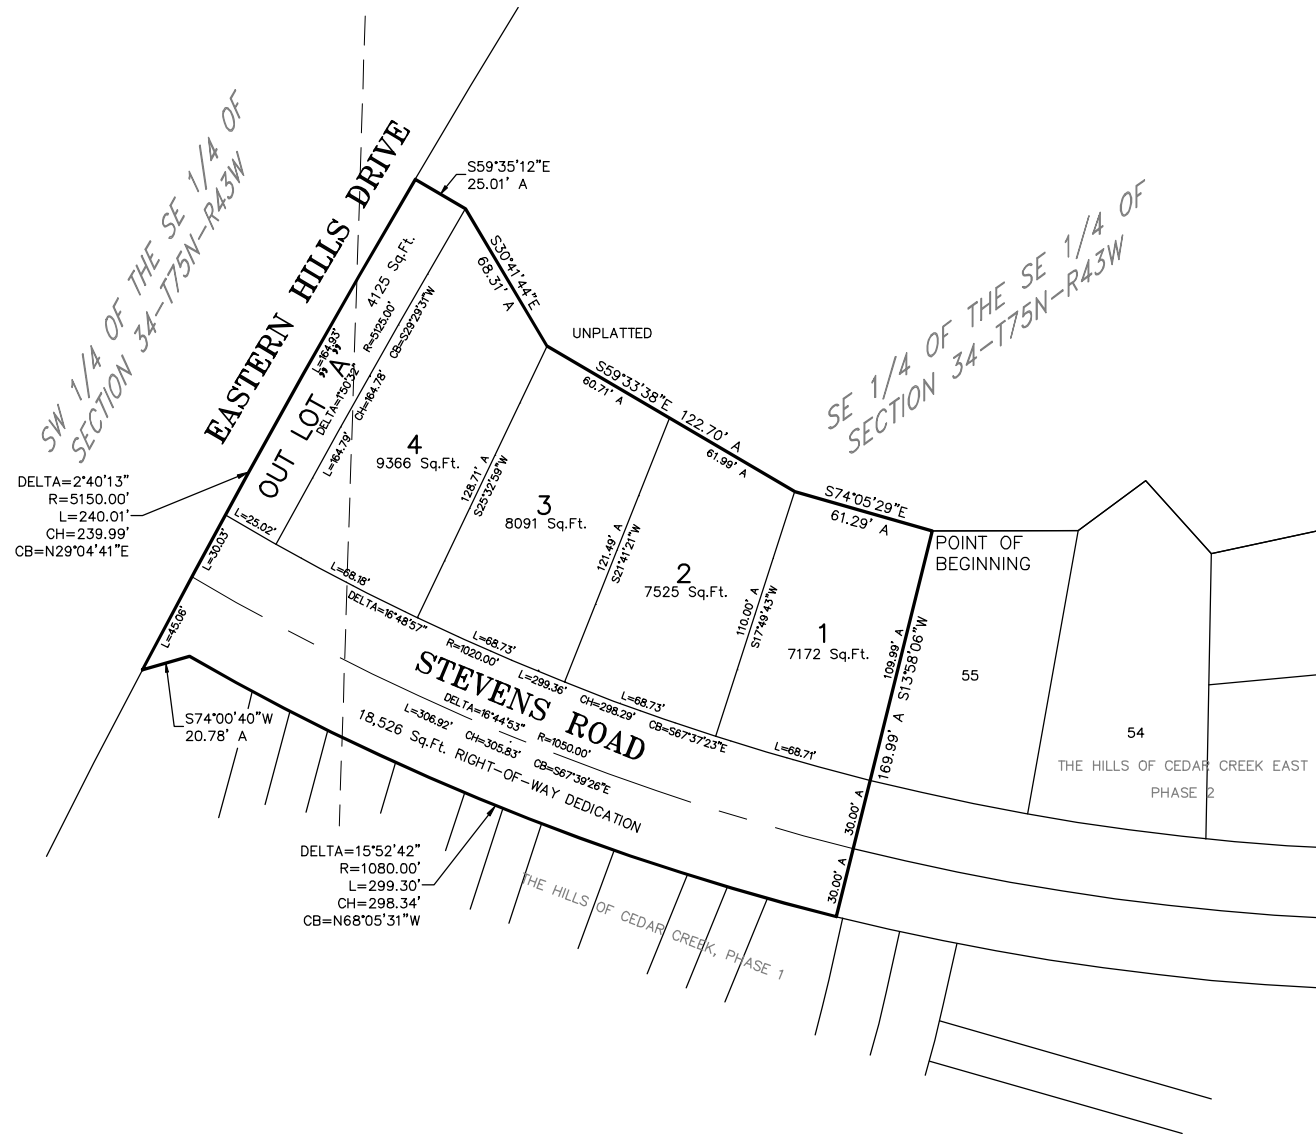 SW 1/4 OF THE SE 1/4 OF
SECTION 34-T75N-R43W
EASTERN HILLS DRIVE
S59°35'12"E
25.01' A
S30°41'44"E
68.31' A
UNPLATTED
SE 1/4 OF THE SE 1/4 OF
SECTION 34-T75N-R43W
S59°33'38"E 122.70' A
60.71' A
61.99' A
S74°05'29"E
61.29' A
POINT OF
BEGINNING
OUT LOT "A"
4125 Sq.Ft.
L=164.93'
DELTA=1°50'32"
R=5125.00'
L=164.79'
CH=164.78'
CB=S29°29'31"W
DELTA=2°40'13"
R=5150.00'
L=240.01'
CH=239.99'
CB=N29°04'41"E
4
9366 Sq.Ft.
128.71' A
S25°32'59"W
3
8091 Sq.Ft.
121.49' A
S21°41'21"W
2
7525 Sq.Ft.
110.00' A
S17°49'43"W
1
7172 Sq.Ft.
109.99' A
169.99' A S13°58'06"W
55
54
THE HILLS OF CEDAR CREEK EAST
PHASE 2
L=25.02'
L=30.03'
L=45.06'
L=68.18'
L=68.73'
L=68.73'
L=68.71'
DELTA=16°48'57"
R=1020.00'
L=299.36'
CH=298.29'
CB=S67°37'23"E
STEVENS ROAD
DELTA=16°44'53"
R=1050.00'
L=306.92'
CH=305.83'
CB=S67°39'26"E
18,526 Sq.Ft. RIGHT-OF-WAY DEDICATION
30.00' A
30.00' A
S74°00'40"W
20.78' A
DELTA=15°52'42"
R=1080.00'
L=299.30'
CH=298.34'
CB=N68°05'31"W
THE HILLS OF CEDAR CREEK, PHASE 1